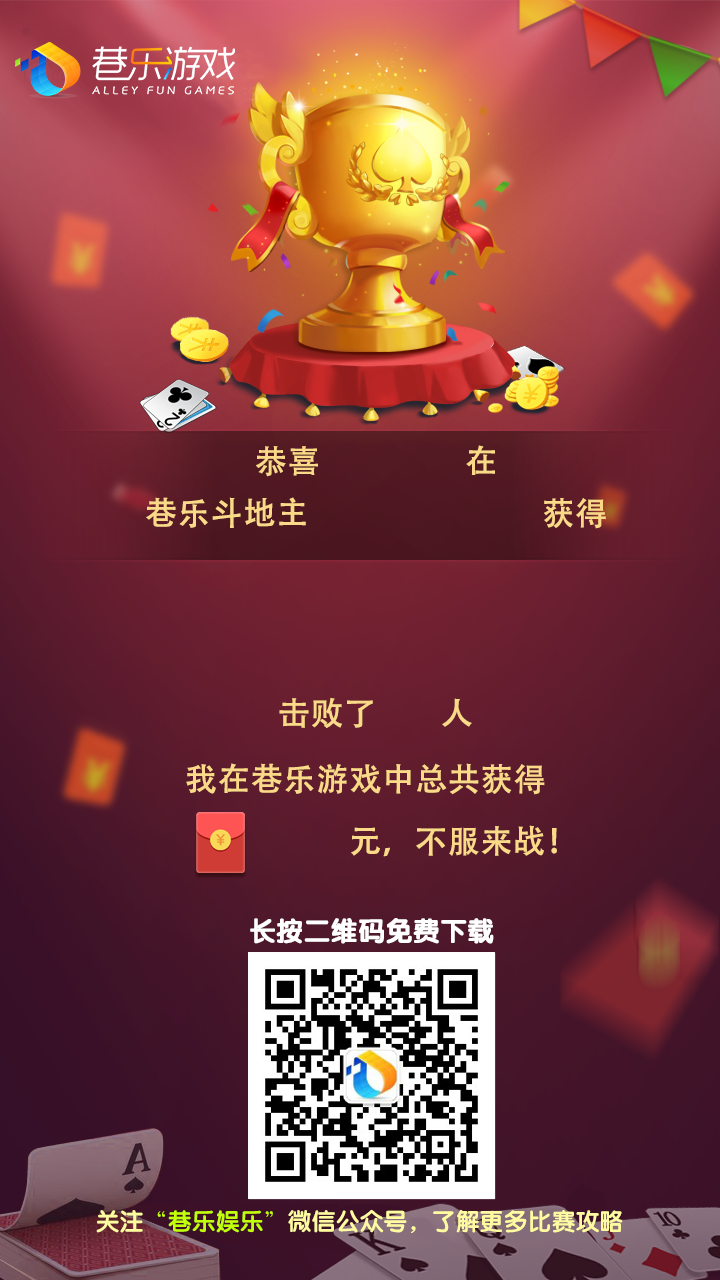 巷乐游戏
ALLEY FUN GAMES
恭喜 在
巷乐斗地主 获得
击败了 人
我在巷乐游戏中总共获得
¥ 元，不服来战！
长按二维码免费下载
A
关注“巷乐娱乐”微信公众号，了解更多比赛攻略
K
10